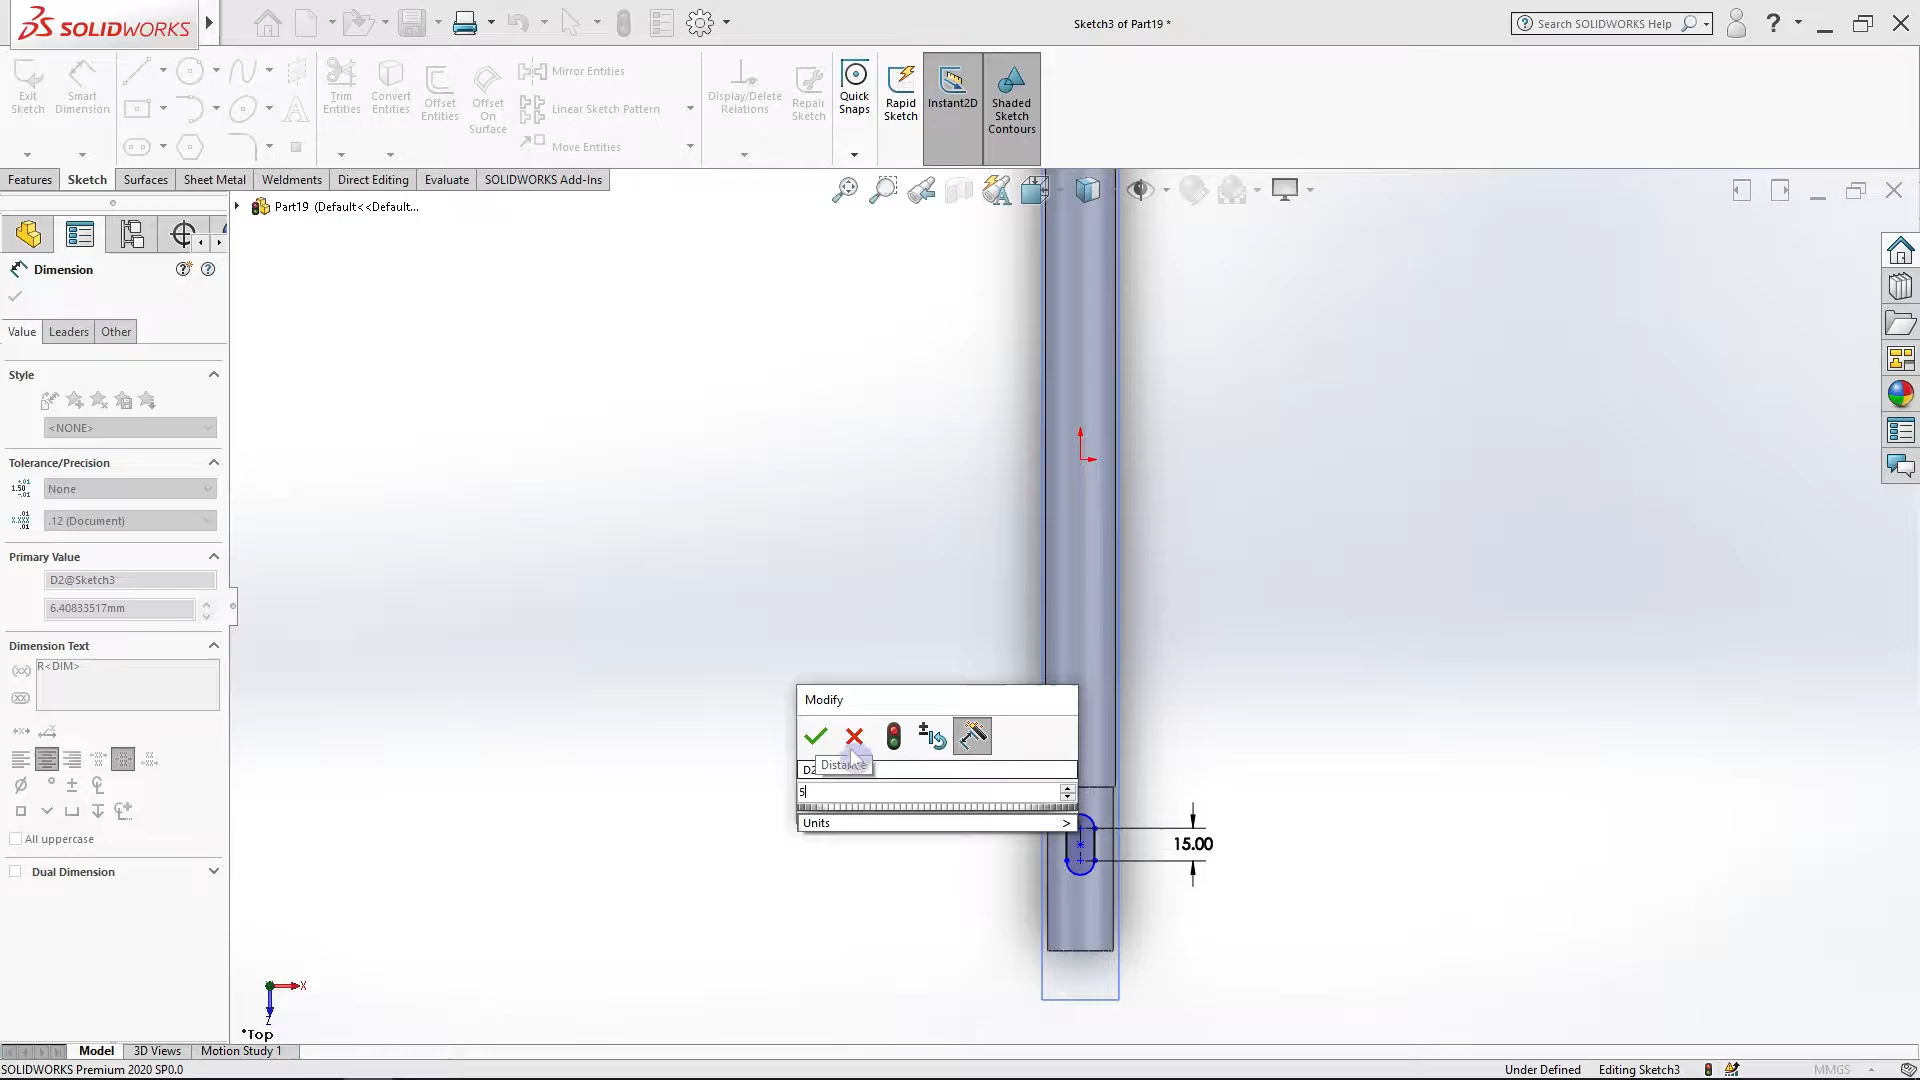 SOLIDWORKS
Sketch3 of Part19 *
Search SOLIDWORKS Help
Exit Sketch
Smart Dimension
Trim Entities
Convert Entities
Offset Entities
Offset On Surface
Mirror Entities
Linear Sketch Pattern
Move Entities
Display/Delete Relations
Repair Sketch
Quick Snaps
Rapid Sketch
Instant2D
Shaded Sketch Contours
Features
Sketch
Surfaces
Sheet Metal
Weldments
Direct Editing
Evaluate
SOLIDWORKS Add-Ins
Part19 (Default<<Default...
Dimension
Value
Leaders
Other
Style
<NONE>
Tolerance/Precision
None
.12 (Document)
Primary Value
D2@Sketch3
6.40833517mm
Dimension Text
R<DIM>
All uppercase
Dual Dimension
Modify
Distance
5
Units
>
15.00
X
Z
*Top
Model
3D Views
Motion Study 1
SOLIDWORKS Premium 2020 SP0.0
Under Defined
Editing Sketch3
MMGS